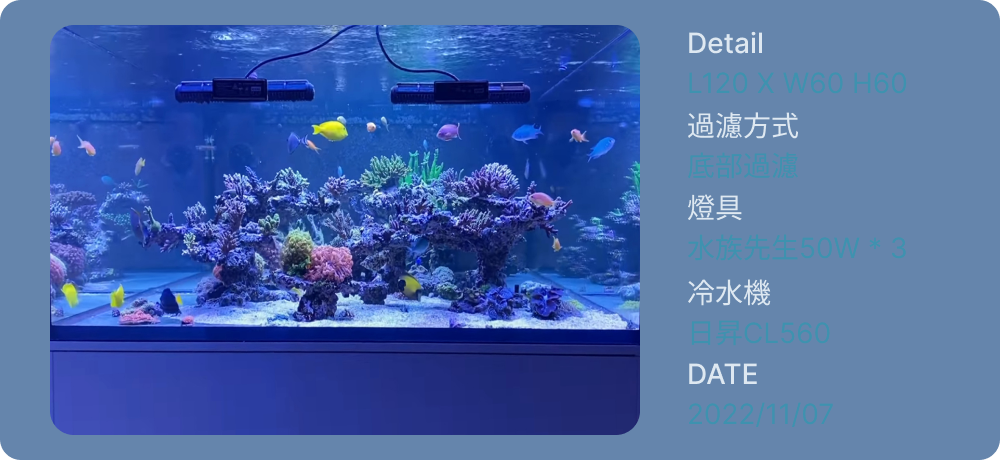 Detail
L120 X W60 H60
過濾方式
底部過濾
燈具
水族先生50W * 3
冷水機
日昇CL560
DATE
2022/11/07